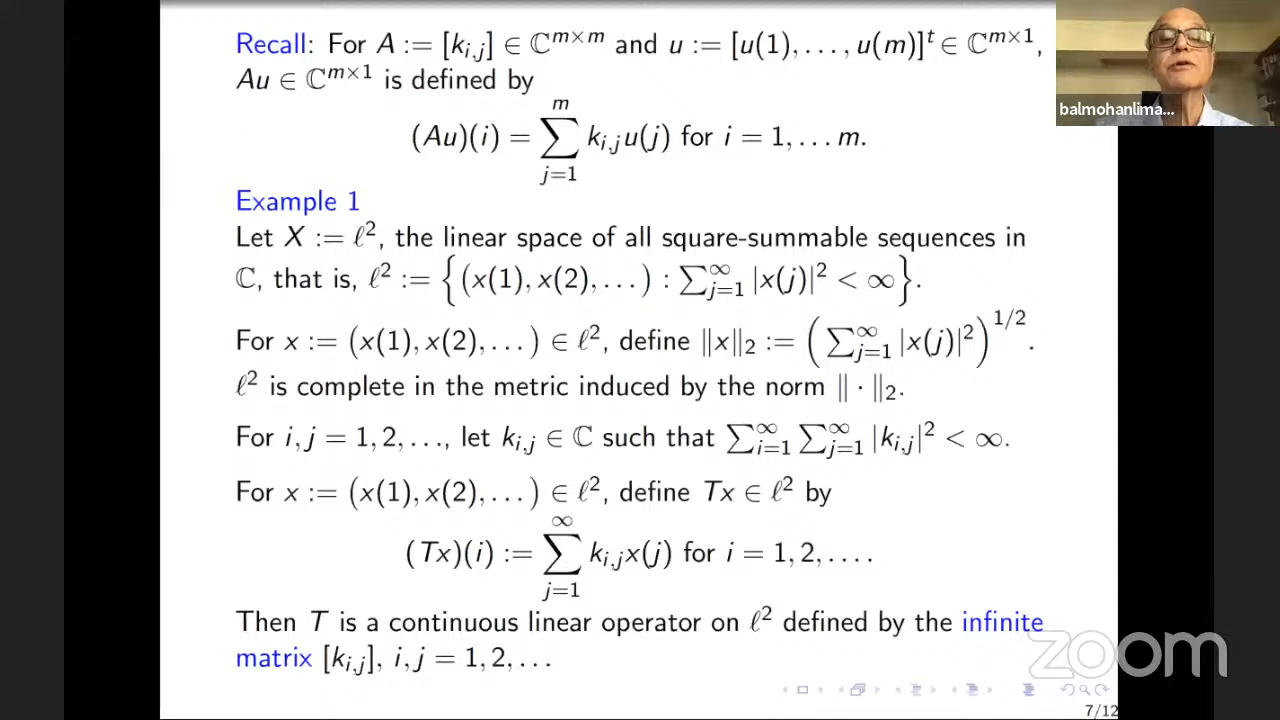 Recall: For A := [k_{i,j}] ∈ ℂ^{m×m} and u := [u(1), . . . , u(m)]^t ∈ ℂ^{m×1},
Au ∈ ℂ^{m×1} is defined by
(Au)(i) = ∑_{j=1}^{m} k_{i,j}u(j) for i = 1, . . . m.
Example 1
Let X := ℓ², the linear space of all square-summable sequences in
ℂ, that is, ℓ² := {(x(1), x(2), . . . ) : ∑_{j=1}^{∞} |x(j)|² < ∞}.
For x := (x(1), x(2), . . . ) ∈ ℓ², define ‖x‖₂ := (∑_{j=1}^{∞} |x(j)|²)^{1/2}.
ℓ² is complete in the metric induced by the norm ‖ · ‖₂.
For i, j = 1, 2, . . ., let k_{i,j} ∈ ℂ such that ∑_{i=1}^{∞} ∑_{j=1}^{∞} |k_{i,j}|² < ∞.
For x := (x(1), x(2), . . . ) ∈ ℓ², define Tx ∈ ℓ² by
(Tx)(i) := ∑_{j=1}^{∞} k_{i,j}x(j) for i = 1, 2, . . . .
Then T is a continuous linear operator on ℓ² defined by the infinite
matrix [k_{i,j}], i, j = 1, 2, . . .
7/12
balmohanlima...
zoom